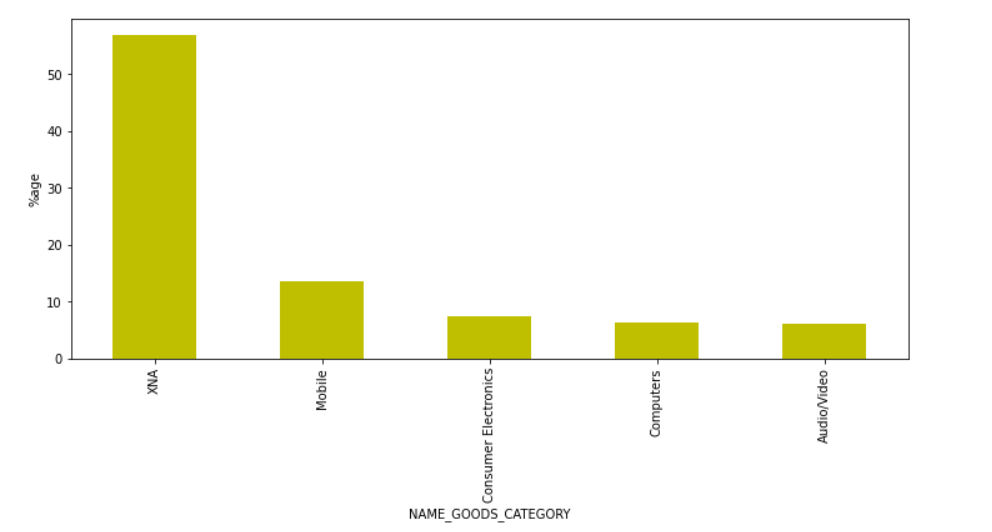 50
40
30
20
10
0
%age
XNA
Mobile
Consumer Electronics
Computers
Audio/Video
NAME_GOODS_CATEGORY